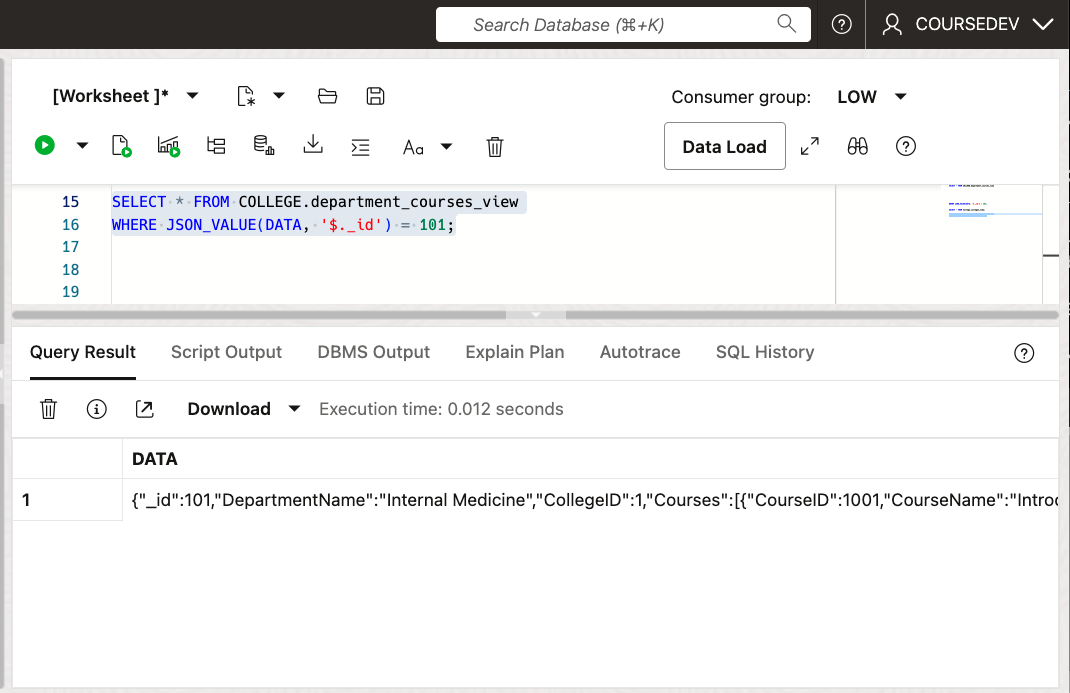 Search Database (⌘+K)
COURSEDEV
[Worksheet ]*
Consumer group: LOW
Aa
Data Load
15 SELECT * FROM COLLEGE.department_courses_view
16 WHERE JSON_VALUE(DATA, '$._id') = 101;
17
18
19
Query Result Script Output DBMS Output Explain Plan Autotrace SQL History
Download Execution time: 0.012 seconds
DATA
1 {"_id":101,"DepartmentName":"Internal Medicine","CollegeID":1,"Courses":[{"CourseID":1001,"CourseName":"Introd